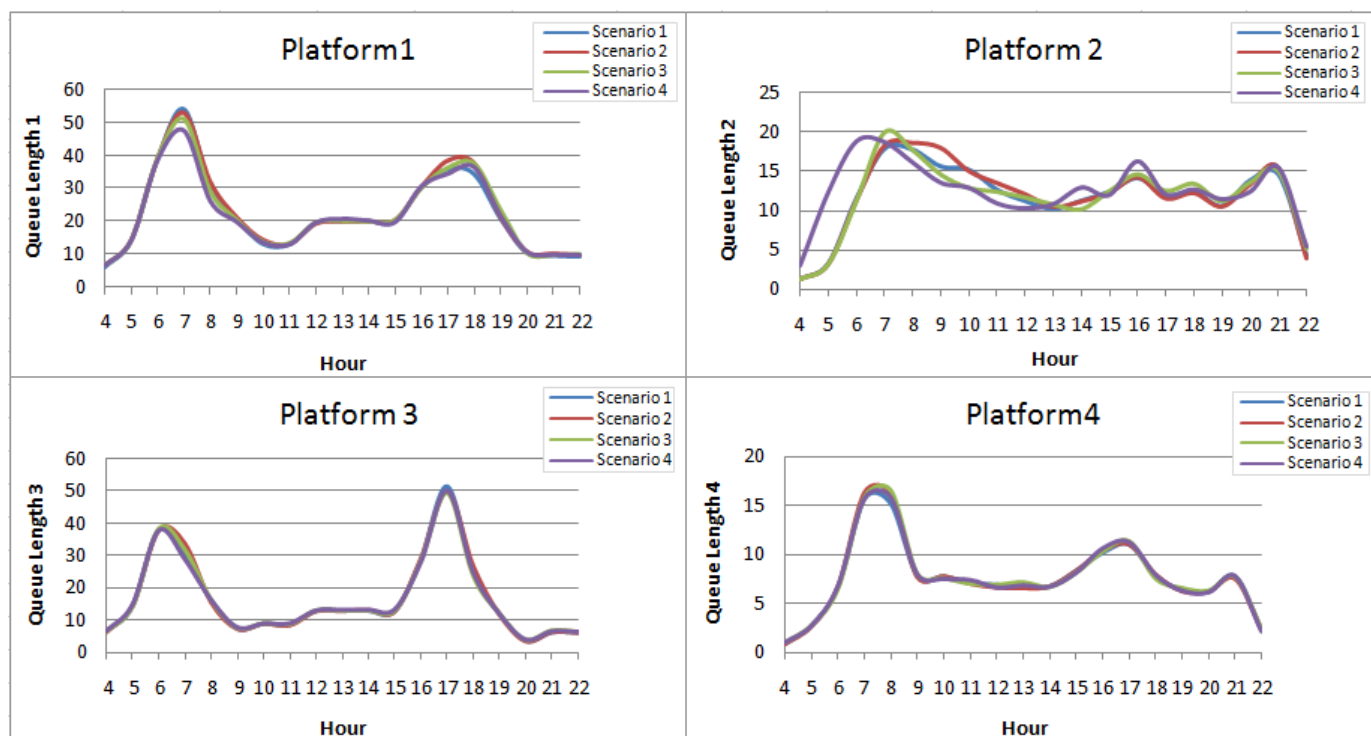 Platform1
Scenario 1
Scenario 2
Scenario 3
Scenario 4
Queue Length 1
60
50
40
30
20
10
0
4 5 6 7 8 9 10 11 12 13 14 15 16 17 18 19 20 21 22
Hour
Platform 2
Scenario 1
Scenario 2
Scenario 3
Scenario 4
Queue Length 2
25
20
15
10
5
0
4 5 6 7 8 9 10 11 12 13 14 15 16 17 18 19 20 21 22
Hour
Platform 3
Scenario 1
Scenario 2
Scenario 3
Scenario 4
Queue Length 3
60
50
40
30
20
10
0
4 5 6 7 8 9 10 11 12 13 14 15 16 17 18 19 20 21 22
Hour
Platform4
Scenario 1
Scenario 2
Scenario 3
Scenario 4
Queue Length 4
20
15
10
5
0
4 5 6 7 8 9 10 11 12 13 14 15 16 17 18 19 20 21 22
Hour